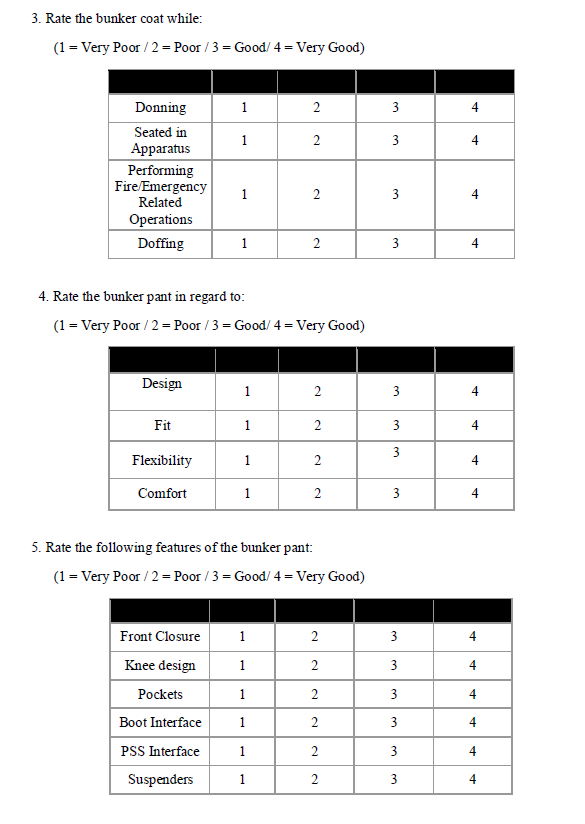 3. Rate the bunker coat while:
(1 = Very Poor / 2 = Poor / 3 = Good/ 4 = Very Good)
Donning 1 2 3 4
Seated in
Apparatus 1 2 3 4
Performing
Fire/Emergency
Related
Operations 1 2 3 4
Doffing 1 2 3 4
4. Rate the bunker pant in regard to:
(1 = Very Poor / 2 = Poor / 3 = Good/ 4 = Very Good)
Design 1 2 3 4
Fit 1 2 3 4
Flexibility 1 2 3 4
Comfort 1 2 3 4
5. Rate the following features of the bunker pant:
(1 = Very Poor / 2 = Poor / 3 = Good/ 4 = Very Good)
Front Closure 1 2 3 4
Knee design 1 2 3 4
Pockets 1 2 3 4
Boot Interface 1 2 3 4
PSS Interface 1 2 3 4
Suspenders 1 2 3 4